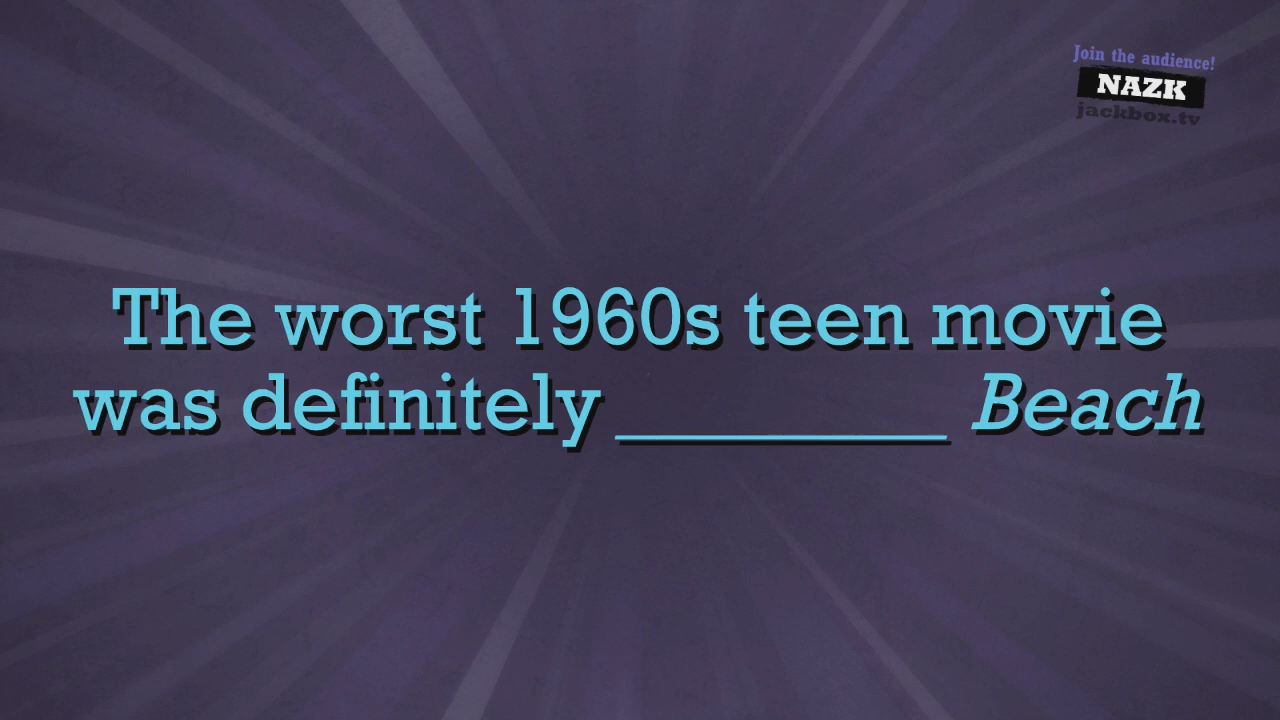 Join the audience!
NAZK
jackbox.tv
The worst 1960s teen movie
was definitely ________ Beach